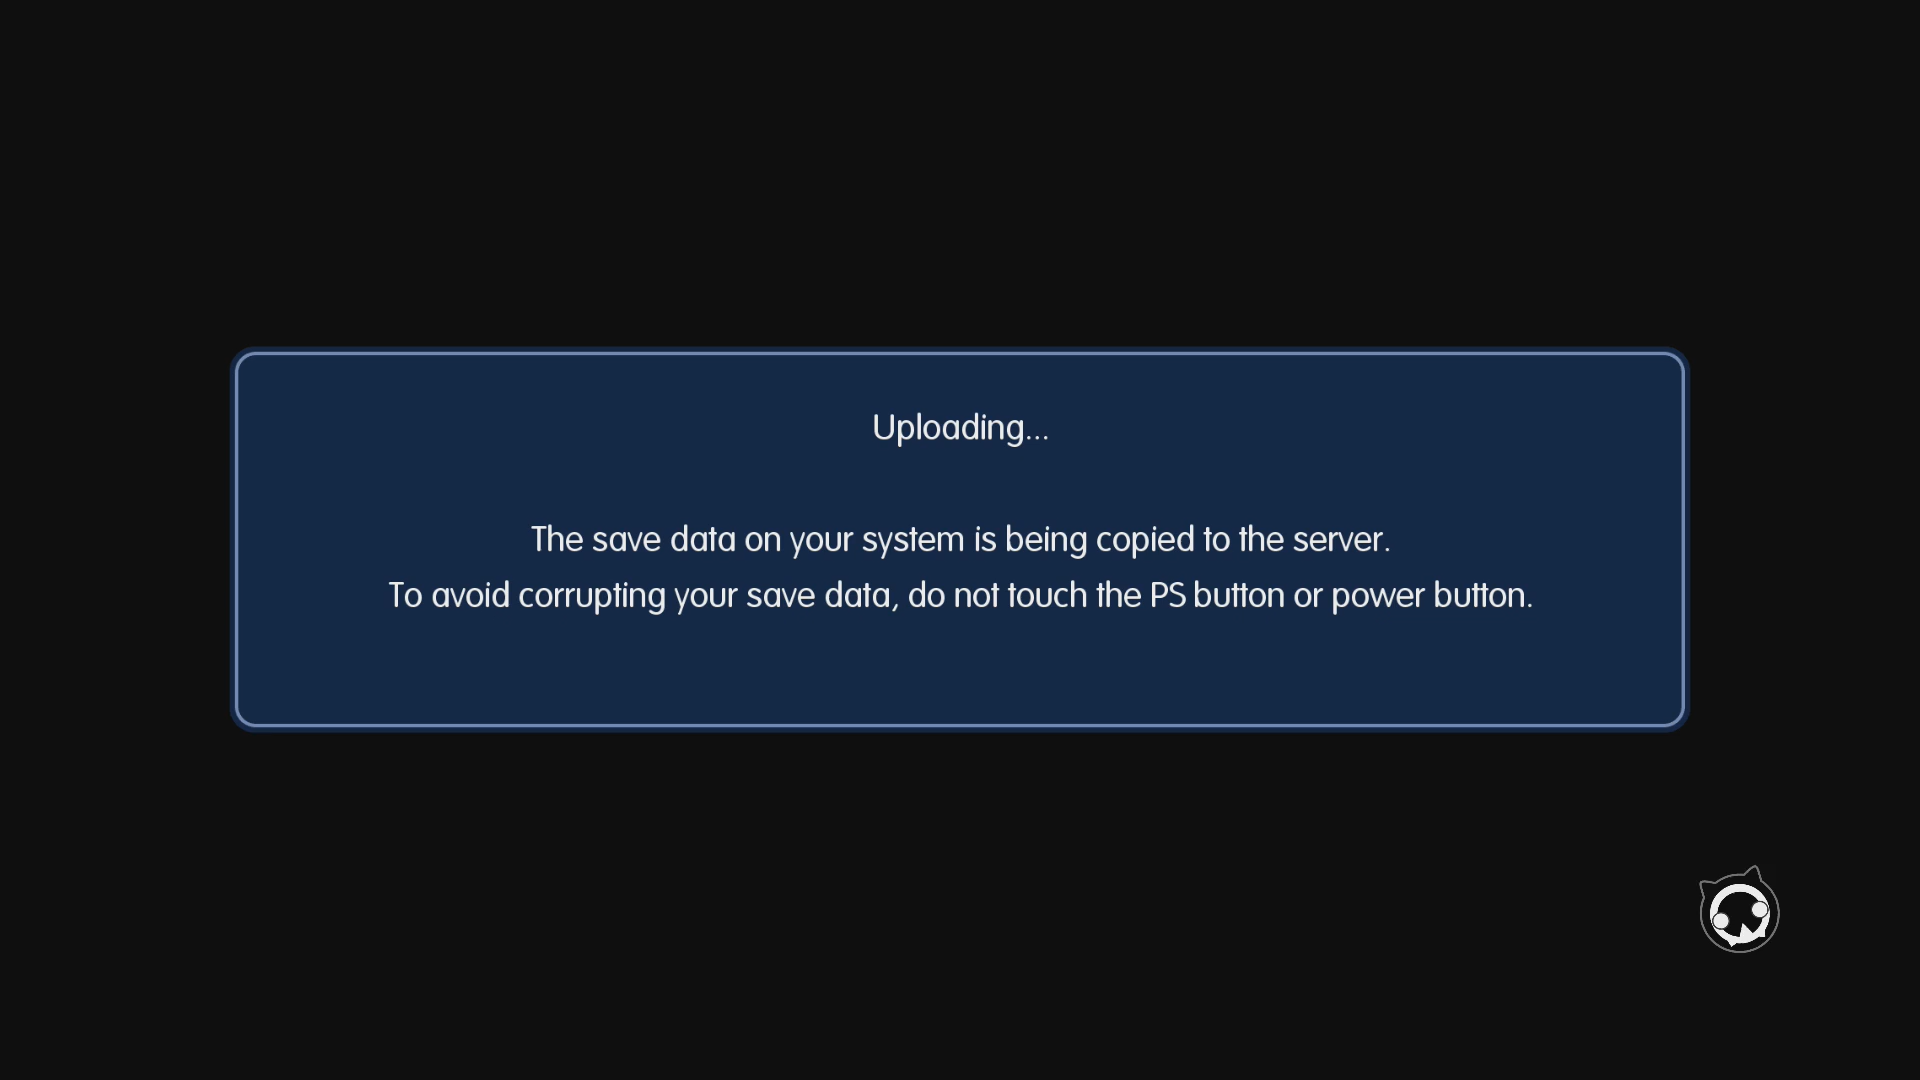 Uploading...
The save data on your system is being copied to the server.
To avoid corrupting your save data, do not touch the PS button or power button.